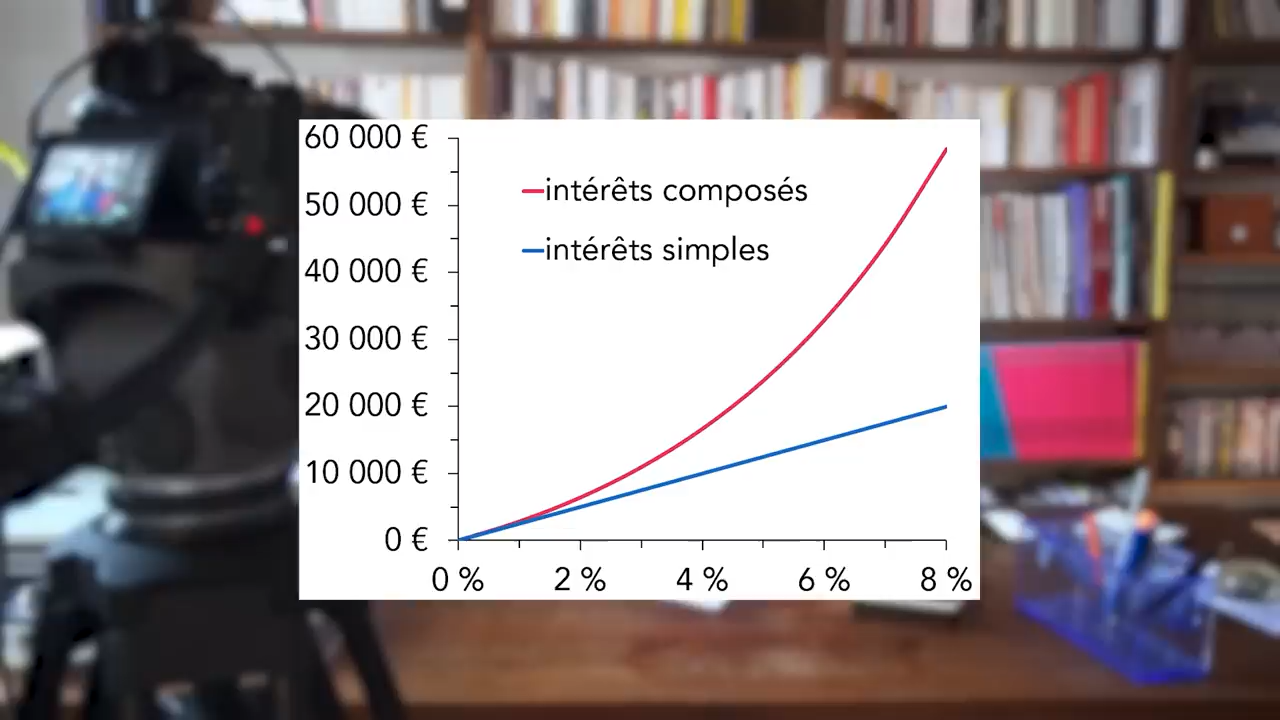 60 000 €
50 000 €
40 000 €
30 000 €
20 000 €
10 000 €
0 €
intérêts composés
intérêts simples
0 % 2 % 4 % 6 % 8 %